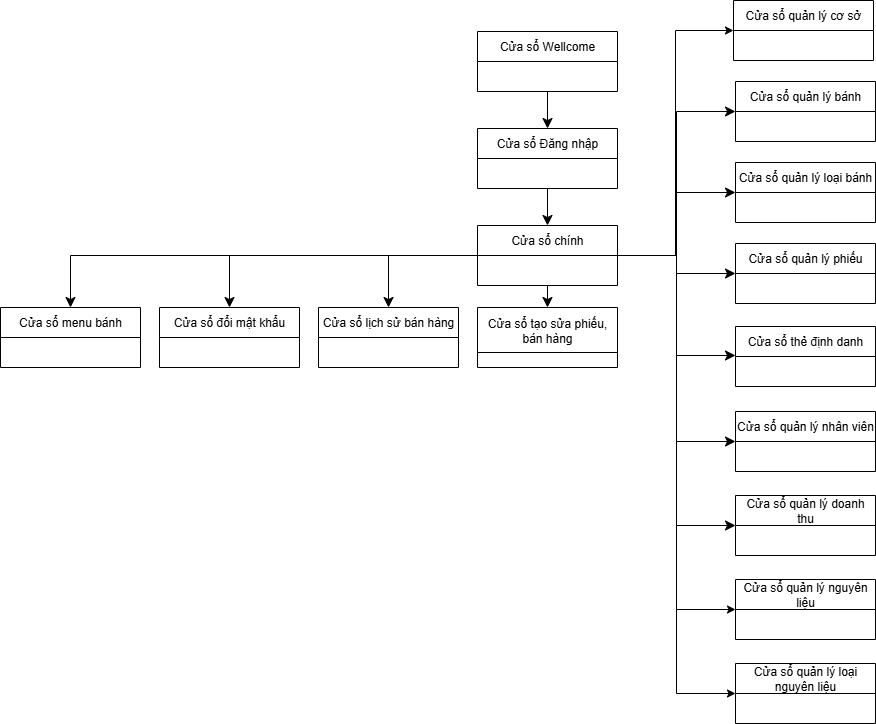 Cửa sổ Wellcome
Cửa sổ Đăng nhập
Cửa sổ chính
Cửa sổ menu bánh
Cửa sổ đổi mật khẩu
Cửa sổ lịch sử bán hàng
Cửa sổ tạo sửa phiếu,
bán hàng
Cửa sổ quản lý cơ sở
Cửa sổ quản lý bánh
Cửa sổ quản lý loại bánh
Cửa sổ quản lý phiếu
Cửa sổ thẻ định danh
Cửa sổ quản lý nhân viên
Cửa sổ quản lý doanh
thu
Cửa sổ quản lý nguyên
liệu
Cửa sổ quản lý loại
nguyên liệu